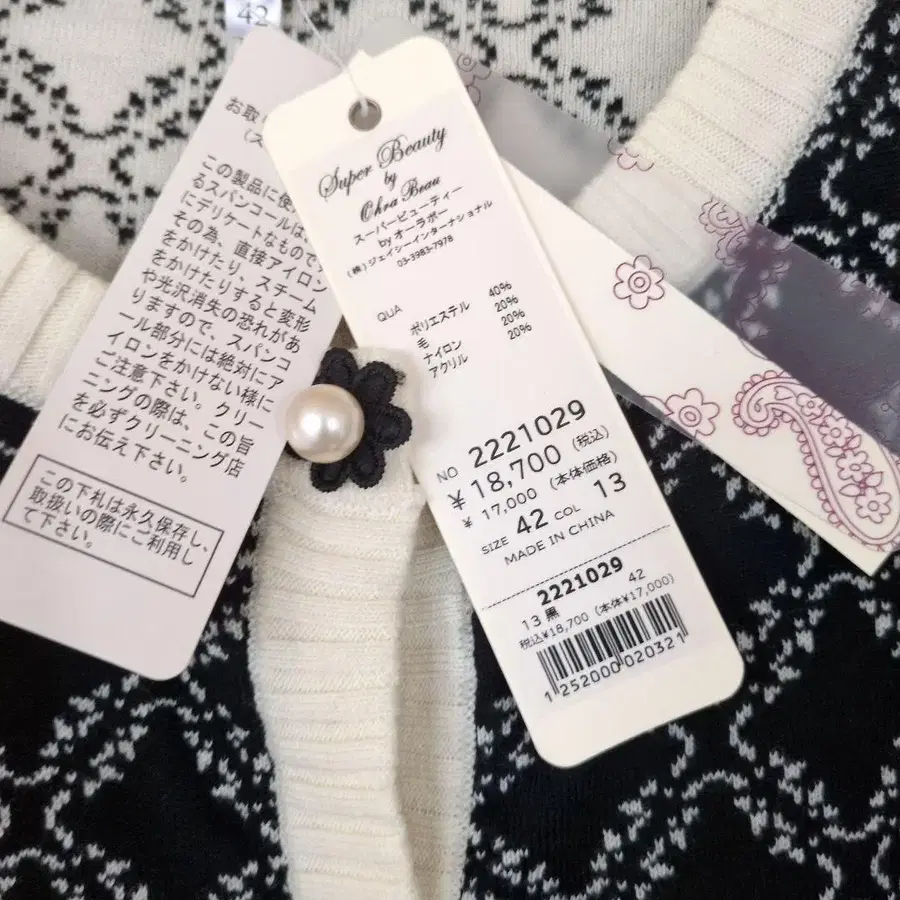 42
お取り
(ス
この製品に使
るスパンコールは、
にデリケートなもので
その為、直接アイロン
をかけたり、スチーム
をかけたりすると変形
や光沢消失の恐れがあ
りますので、スパンコ
ール部分には絶対にア
イロンをかけない様に
ご注意下さい。クリー
ニングの際は、この旨
を必ずクリーニング店
にお伝え下さい。
この下札は永久保存し、
取扱いの際にご利用し
て下さい。
Super Beauty
by
Ohra Beau
スーパービューティー
byオーラボー
(株)ジェイシーインターナショナル
03-3983-7978
QUA
ポリエステル 40%
毛 20%
ナイロン 20%
アクリル 20%
NO 2221029
¥18,700 (税込)
¥ 17,000 (本体価格)
SIZE 42 COL 13
MADE IN CHINA
2221029
13 黒 42
税込¥18,700 (本体¥17,000)
1252000020321